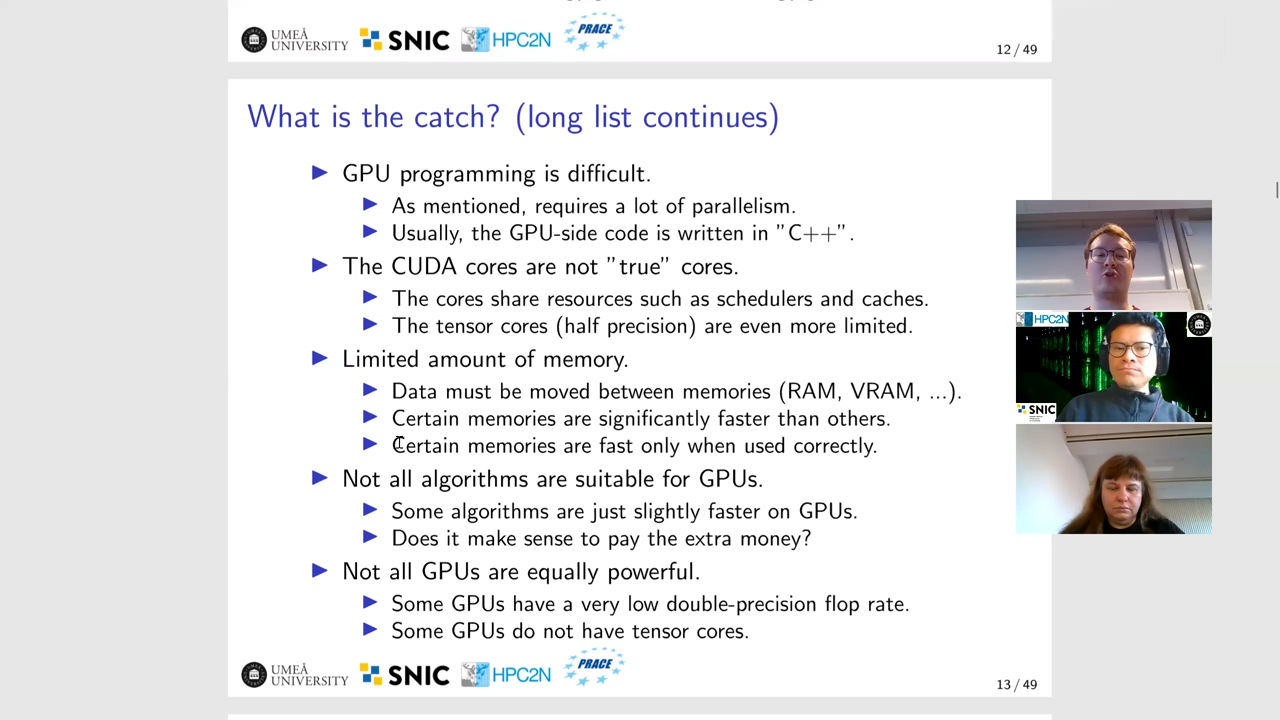 UMEÅ
UNIVERSITY
SNIC
HPC2N
PRACE
12 / 49
What is the catch? (long list continues)
GPU programming is difficult.
As mentioned, requires a lot of parallelism.
Usually, the GPU-side code is written in "C++".
The CUDA cores are not "true" cores.
The cores share resources such as schedulers and caches.
The tensor cores (half precision) are even more limited.
Limited amount of memory.
Data must be moved between memories (RAM, VRAM, ...).
Certain memories are significantly faster than others.
Certain memories are fast only when used correctly.
Not all algorithms are suitable for GPUs.
Some algorithms are just slightly faster on GPUs.
Does it make sense to pay the extra money?
Not all GPUs are equally powerful.
Some GPUs have a very low double-precision flop rate.
Some GPUs do not have tensor cores.
UMEÅ
UNIVERSITY
SNIC
HPC2N
PRACE
13 / 49
HPC2N
SNIC